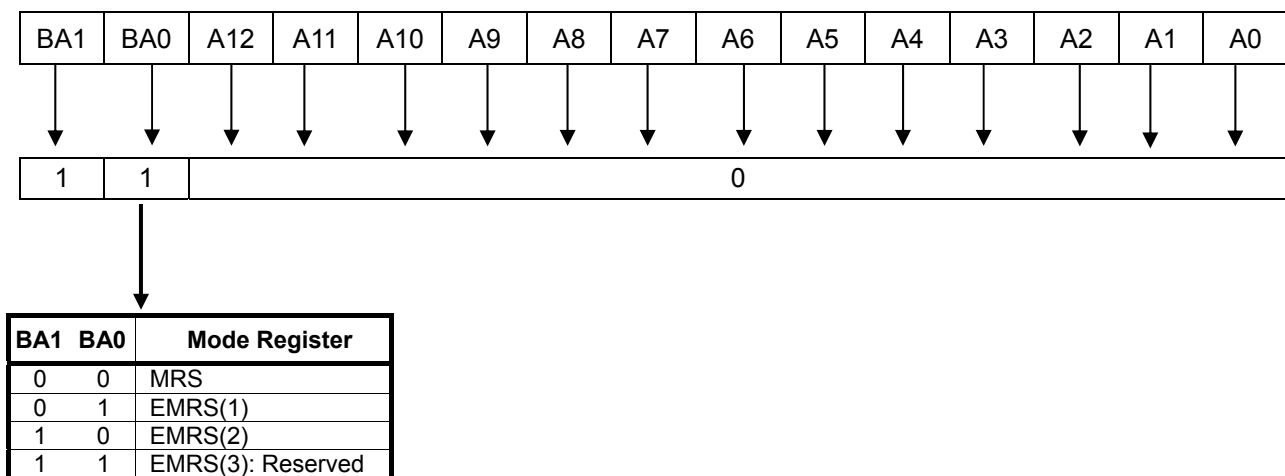 BA1 BA0 A12 A11 A10 A9 A8 A7 A6 A5 A4 A3 A2 A1 A0
1 1 0
BA1 BA0 Mode Register
0 0 MRS
0 1 EMRS(1)
1 0 EMRS(2)
1 1 EMRS(3): Reserved